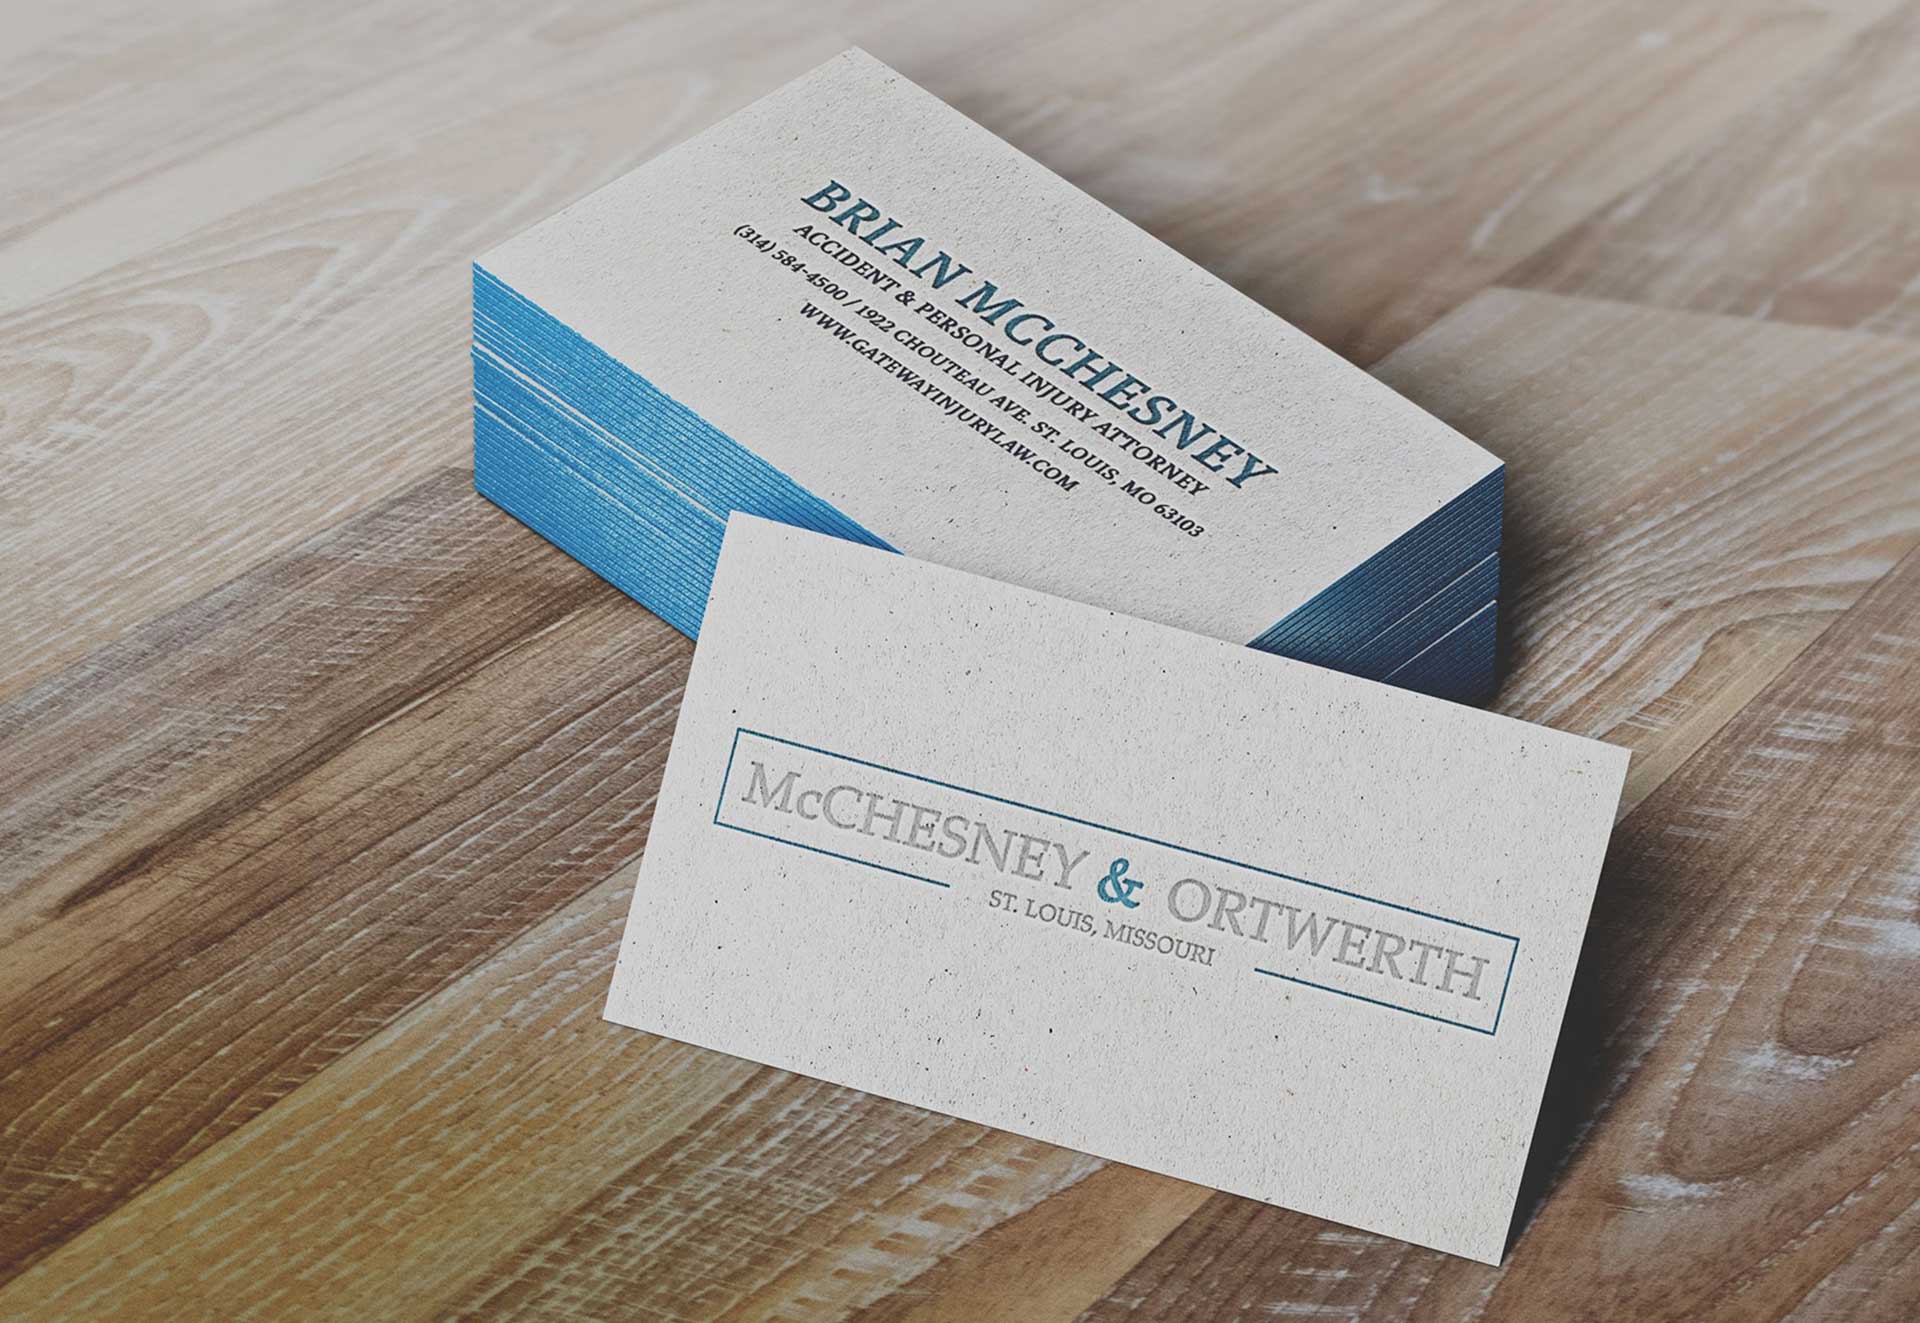 BRIAN MCCHESNEY
ACCIDENT & PERSONAL INJURY ATTORNEY
(314) 584-4500 / 1922 CHOUTEAU AVE. ST. LOUIS, MO 63103
WWW.GATEWAYINJURYLAW.COM
McCHESNEY & ORTWERTH
ST. LOUIS, MISSOURI